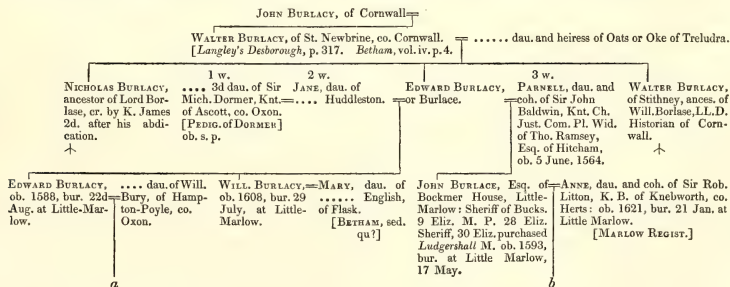 JOHN BURLACY, of Cornwall
WALTER BURLACY, of St. Newbrine, co. Cornwall.
[Langley's Desborough, p. 317. Betham, vol. iv. p. 4.
...... dau. and heiress of Oats or Oke of Treludra.
NICHOLAS BURLACY,
ancestor of Lord Bor-
lase, cr. by K. James
2d. after his abdi-
cation.
1 w.
.... 3d dau. of Sir
Mich. Dormer, Knt.
of Ascott, co. Oxon.
[PEDIG. of DORMER]
ob. s. p.
2 w.
JANE, dau. of
.... Huddleston.
EDWARD BURLACY,
or Burlace.
3 w.
PARNELL, dau. and
coh. of Sir John
Baldwin, Knt. Ch.
Just. Com. Pl. Wid.
of Tho. Ramsey,
Esq. of Hitcham,
ob. 5 June, 1564.
WALTER BURLACY,
of Stithney, ances. of
Will. Borlase, LL.D.
Historian of Corn-
wall.
EDWARD BURLACY,
ob. 1588, bur. 22d
Aug. at Little-Mar-
low.
.... dau. of Will.
Bury, of Hamp-
ton-Poyle, co.
Oxon.
WILL. BURLACY,
ob. 1608, bur. 29
July, at Little-
Marlow.
MARY, dau. of
...... English,
of Flask.
[BETHAM, sed.
qu?]
JOHN BURLACE, Esq. of
Bockmer House, Little-
Marlow: Sheriff of Bucks.
9 Eliz. M. P. 28 Eliz.
Sheriff, 30 Eliz. purchased
Ludgershall M. ob. 1593,
bur. at Little Marlow,
17 May.
ANNE, dau. and coh. of Sir Rob.
Litton, K. B. of Knebworth, co.
Herts: ob. 1621, bur. 21 Jan. at
Little Marlow.
[MARLOW REGIST.]
a
b